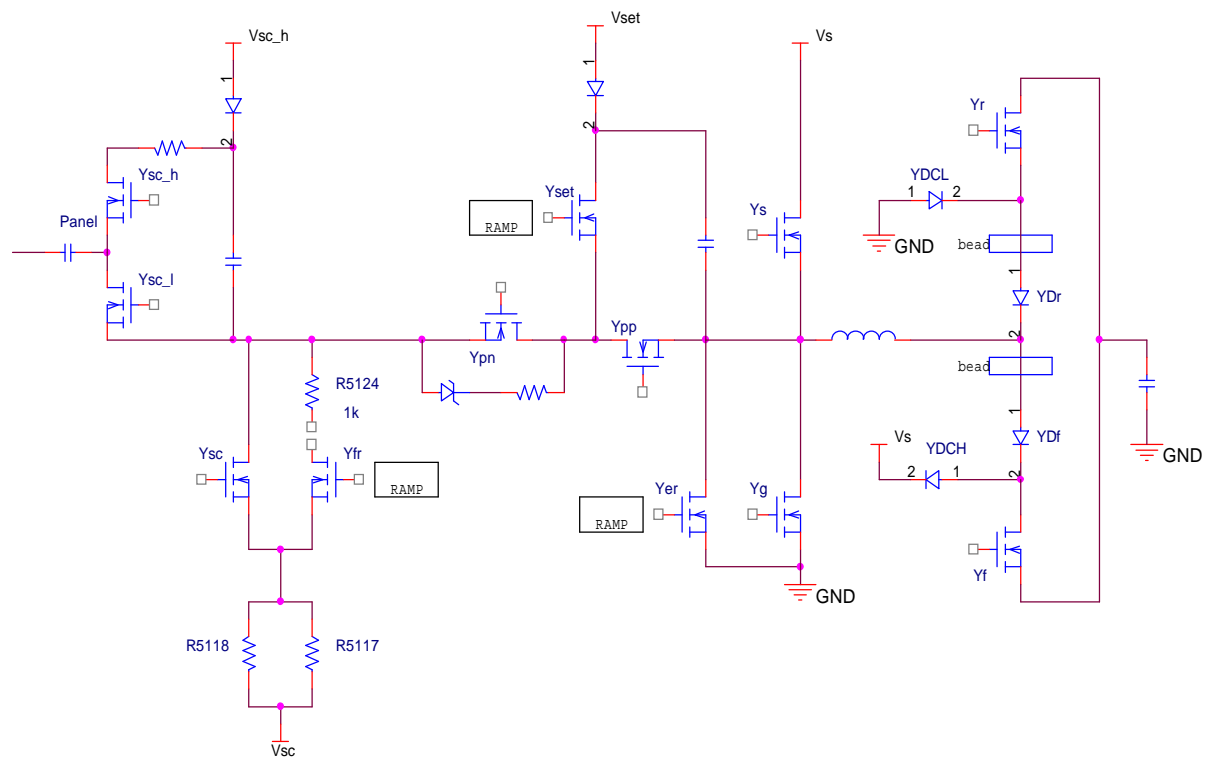 Vset
Vsc_h
Vs
1
1
Yr
2
2
Ysc_h
YDCL
1 2
Yset
Panel
RAMP
Ys
GND
bead
1
Ysc_l
YDr
2
Ypp
Ypn
bead
R5124
1k
1
YDf
Vs
YDCH
2 1
2
GND
Ysc
Yfr
RAMP
Yer
Yg
RAMP
Yf
GND
R5118
R5117
Vsc